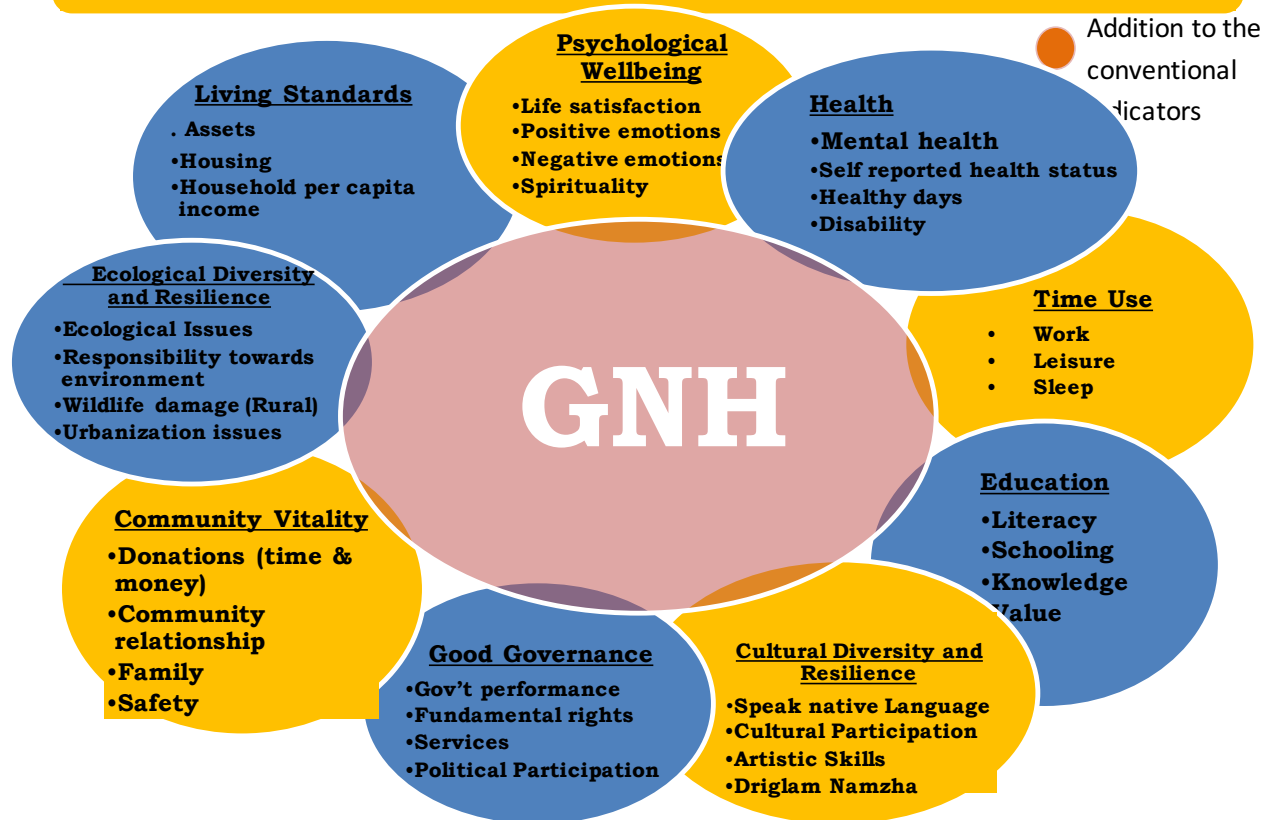 Addition to the
conventional
dicators
Psychological
Wellbeing
•Life satisfaction
•Positive emotions
•Negative emotions
•Spirituality
Health
•Mental health
•Self reported health status
•Healthy days
•Disability
Time Use
• Work
• Leisure
• Sleep
Education
•Literacy
•Schooling
•Knowledge
Value
Cultural Diversity and
Resilience
•Speak native Language
•Cultural Participation
•Artistic Skills
•Driglam Namzha
Good Governance
•Gov't performance
•Fundamental rights
•Services
•Political Participation
Community Vitality
•Donations (time &
money)
•Community
relationship
•Family
•Safety
Ecological Diversity
and Resilience
•Ecological Issues
•Responsibility towards
environment
•Wildlife damage (Rural)
•Urbanization issues
Living Standards
. Assets
•Housing
•Household per capita
income
GNH